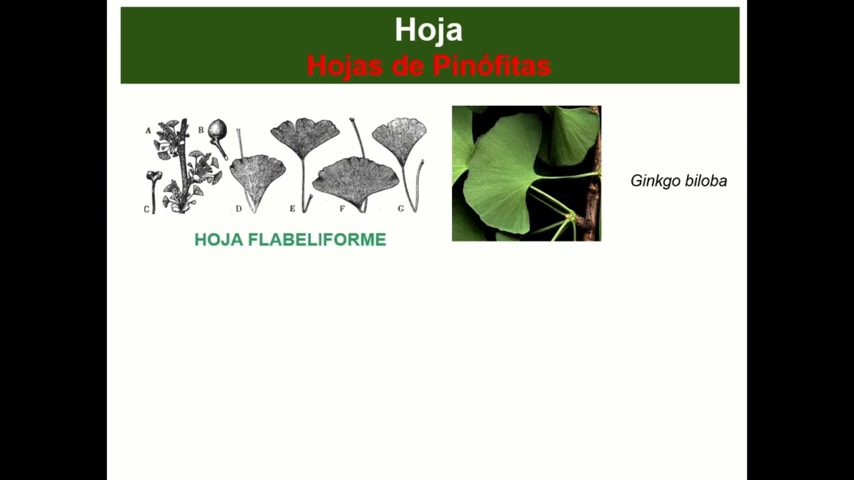 Hoja
Hojas de Pinófitas
A
B
C
D
E
F
G
HOJA FLABELIFORME
Ginkgo biloba